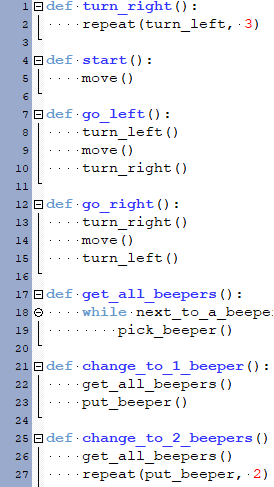 1 def turn_right():
2     repeat(turn_left, 3)
3
4 def start():
5     move()
6
7 def go_left():
8     turn_left()
9     move()
10     turn_right()
11
12 def go_right():
13     turn_right()
14     move()
15     turn_left()
16
17 def get_all_beepers():
18     while next_to_a_beepe
19         pick_beeper()
20
21 def change_to_1_beeper():
22     get_all_beepers()
23     put_beeper()
24
25 def change_to_2_beepers()
26     get_all_beepers()
27     repeat(put_beeper, 2)